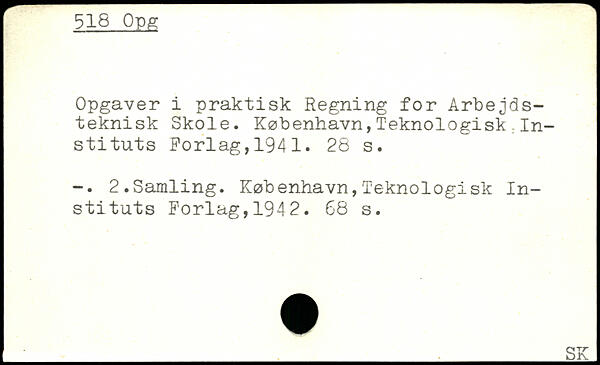 518 Opg
Opgaver i praktisk Regning for Arbejds-
teknisk Skole. København,Teknologisk In-
stituts Forlag,1941. 28 s.
-. 2.Samling. København,Teknologisk In-
stituts Forlag,1942. 68 s.
SK